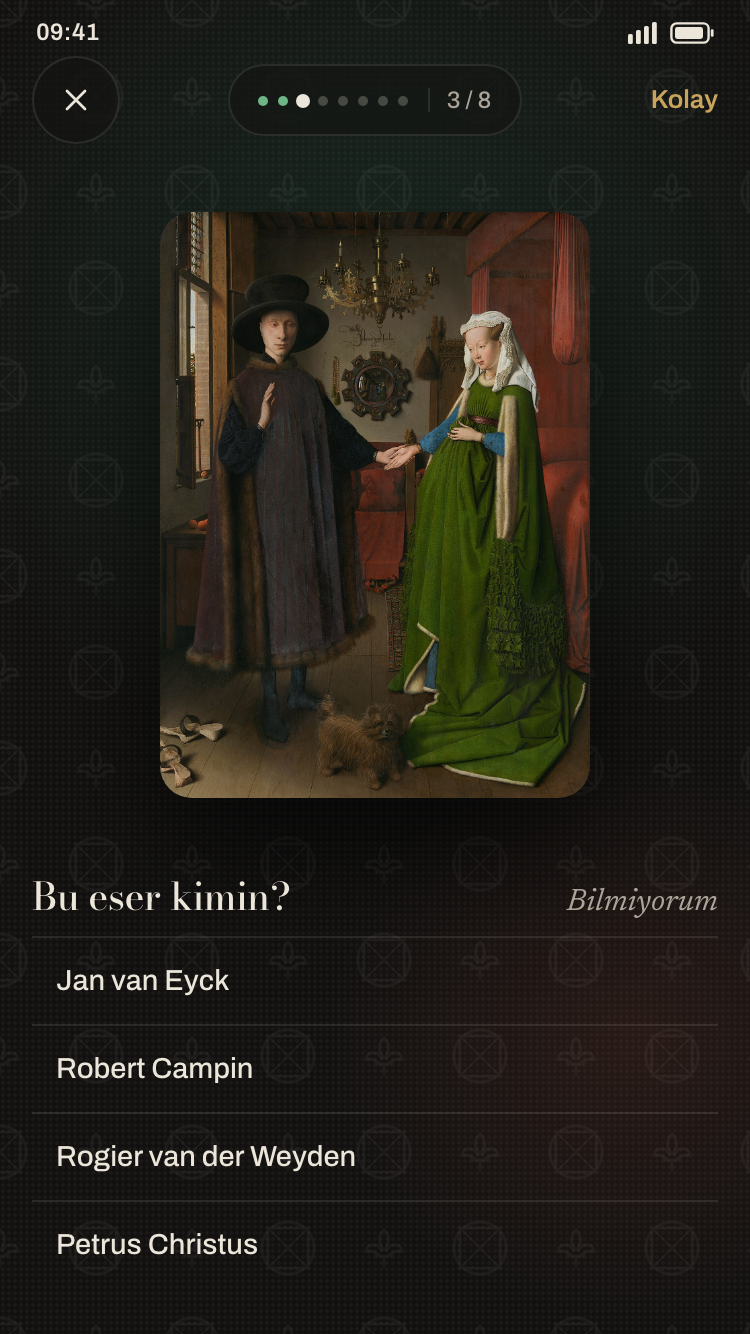 09:41
3 / 8
Kolay
Bu eser kimin?
Bilmiyorum
Jan van Eyck
Robert Campin
Rogier van der Weyden
Petrus Christus